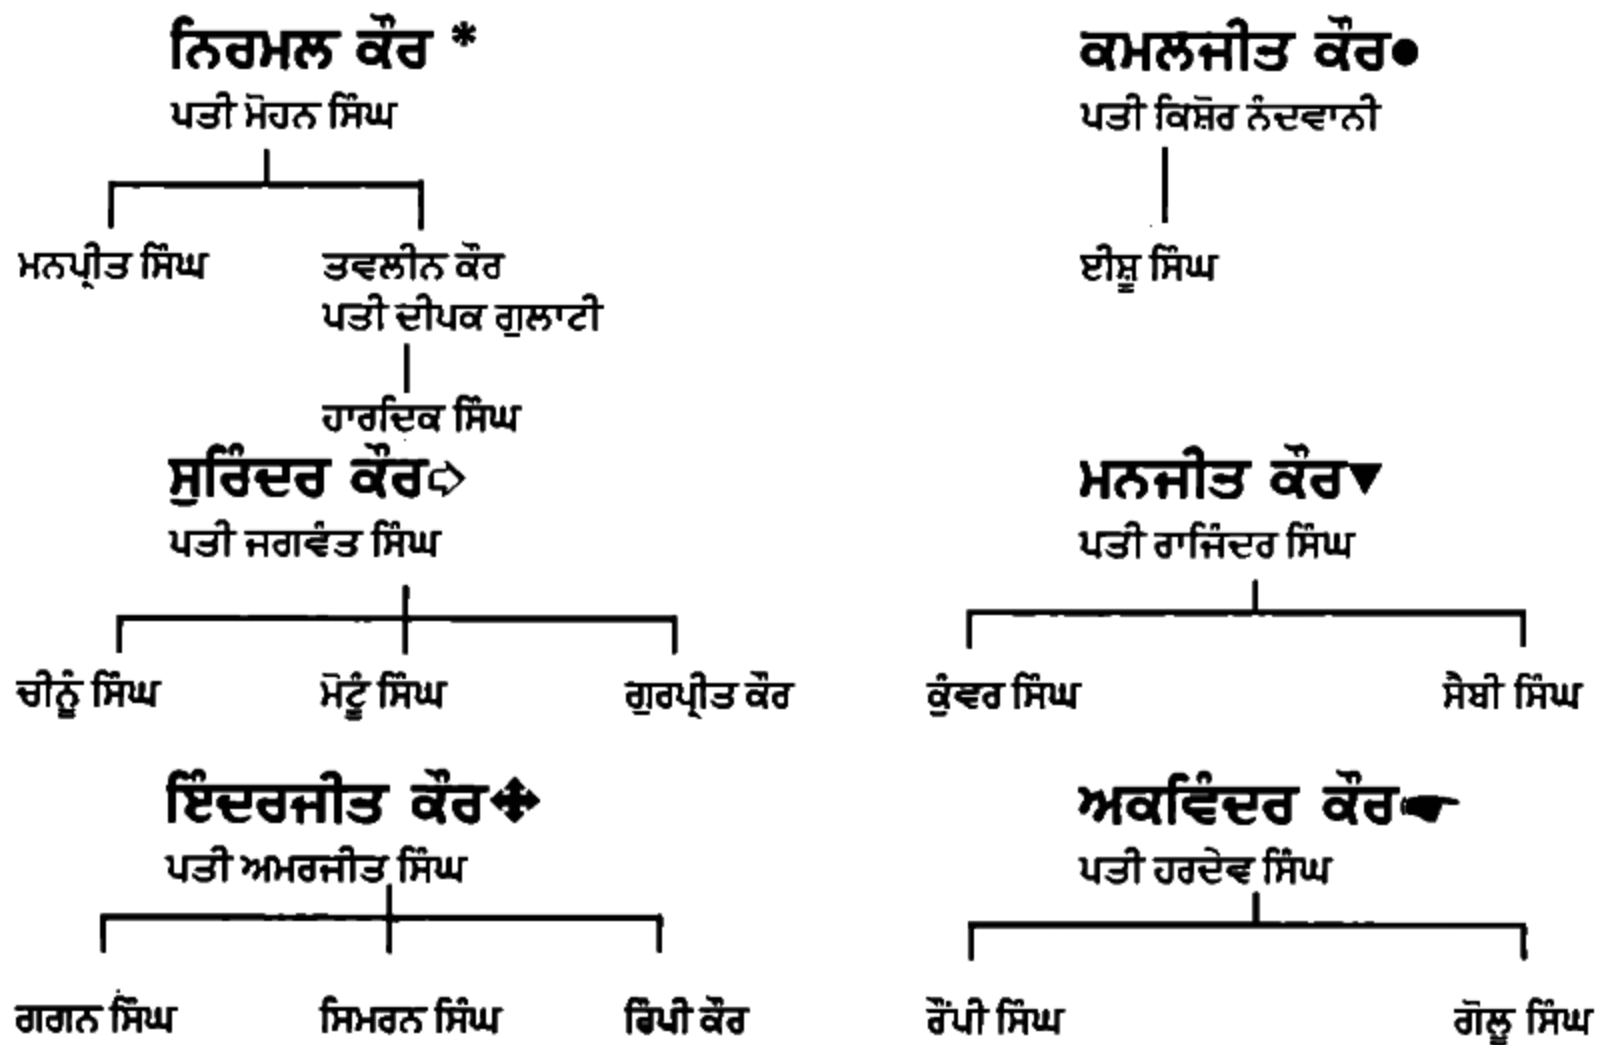 ਨਿਰਮਲ ਕੌਰ *
ਪਤੀ ਮੋਹਨ ਸਿੰਘ
ਮਨਪ੍ਰੀਤ ਸਿੰਘ
ਤਵਲੀਨ ਕੌਰ
ਪਤੀ ਦੀਪਕ ਗੁਲਾਟੀ
ਹਾਰਦਿਕ ਸਿੰਘ
ਕਮਲਜੀਤ ਕੌਰ●
ਪਤੀ ਕਿਸ਼ੋਰ ਨੰਦਵਾਨੀ
ਈਸ਼ੂ ਸਿੰਘ
ਸੁਰਿੰਦਰ ਕੌਰ➪
ਪਤੀ ਜਗਵੰਤ ਸਿੰਘ
ਚੀਨੂੰ ਸਿੰਘ
ਮੋਟੂੰ ਸਿੰਘ
ਗੁਰਪ੍ਰੀਤ ਕੌਰ
ਮਨਜੀਤ ਕੌਰ▼
ਪਤੀ ਰਾਜਿੰਦਰ ਸਿੰਘ
ਕੁੰਵਰ ਸਿੰਘ
ਸੈਬੀ ਸਿੰਘ
ਇੰਦਰਜੀਤ ਕੌਰ✥
ਪਤੀ ਅਮਰਜੀਤ ਸਿੰਘ
ਗਗਨ ਸਿੰਘ
ਸਿਮਰਨ ਸਿੰਘ
ਡਿੰਪੀ ਕੌਰ
ਅਕਵਿੰਦਰ ਕੌਰ☛
ਪਤੀ ਹਰਦੇਵ ਸਿੰਘ
ਰੌਂਪੀ ਸਿੰਘ
ਗੋਲੂ ਸਿੰਘ